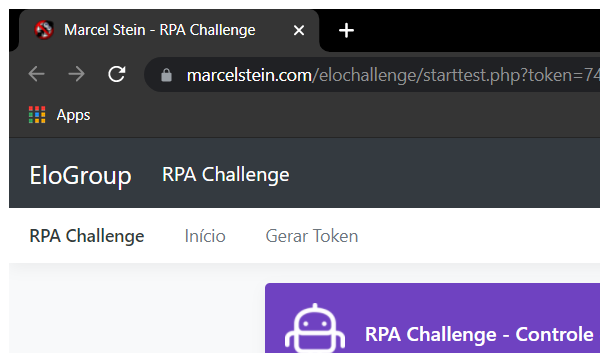 Marcel Stein - RPA Challenge
marcelstein.com/elochallenge/starttest.php?token=74
Apps
EloGroup RPA Challenge
RPA Challenge Início Gerar Token
RPA Challenge - Controle